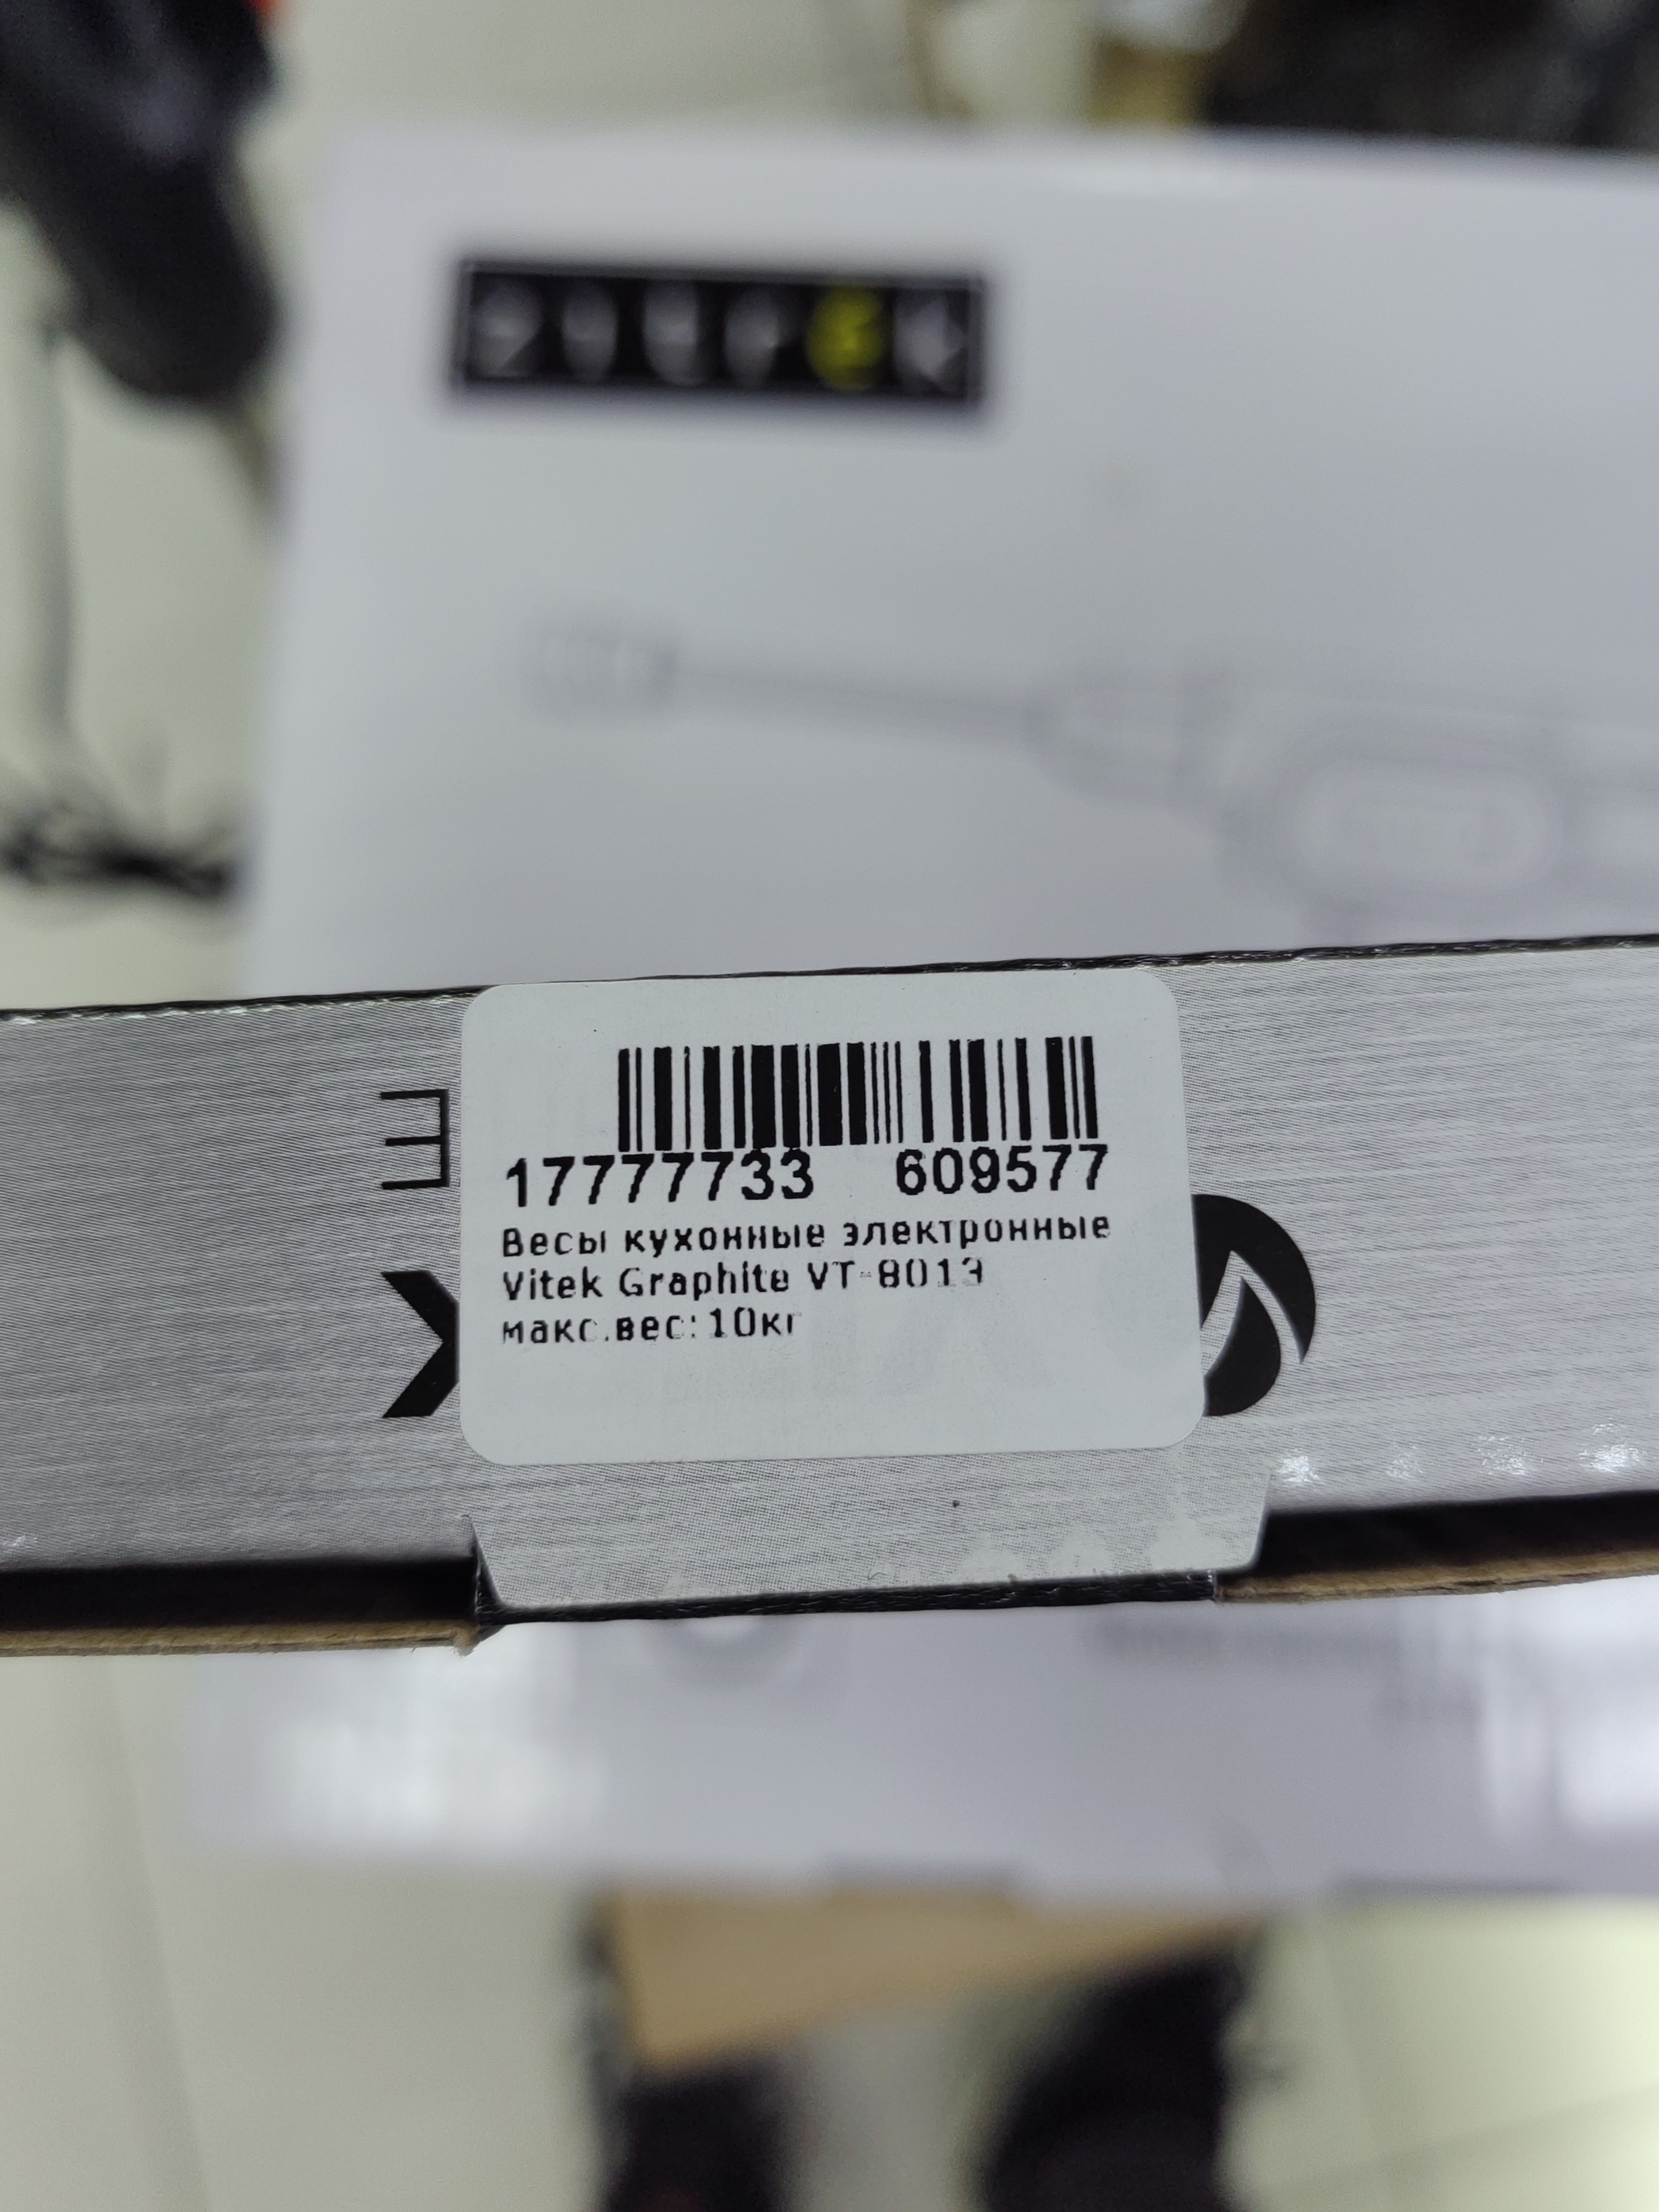 17777733 609577
Весы кухонные электронные
Vitek Graphite VT-8013
макс.вес:10кг